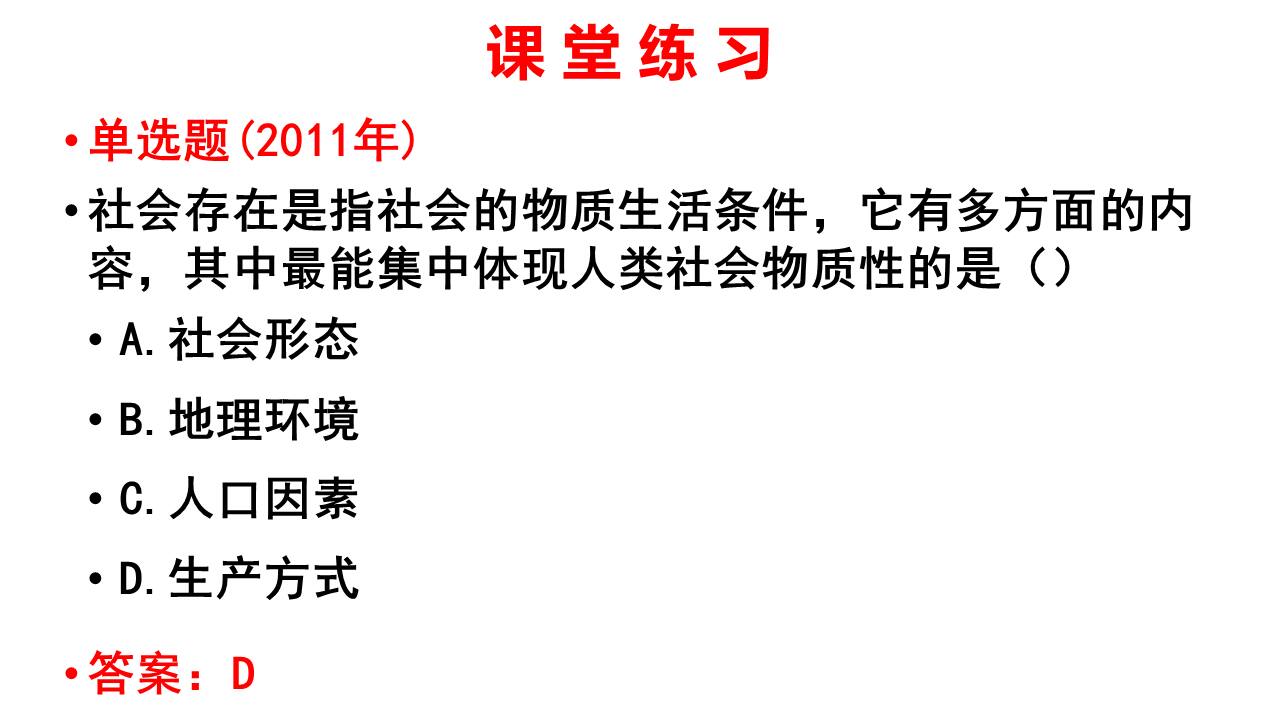 课堂练习
•单选题(2011年)
•社会存在是指社会的物质生活条件，它有多方面的内
容，其中最能集中体现人类社会物质性的是（）
• A.社会形态
• B.地理环境
• C.人口因素
• D.生产方式
•答案：D